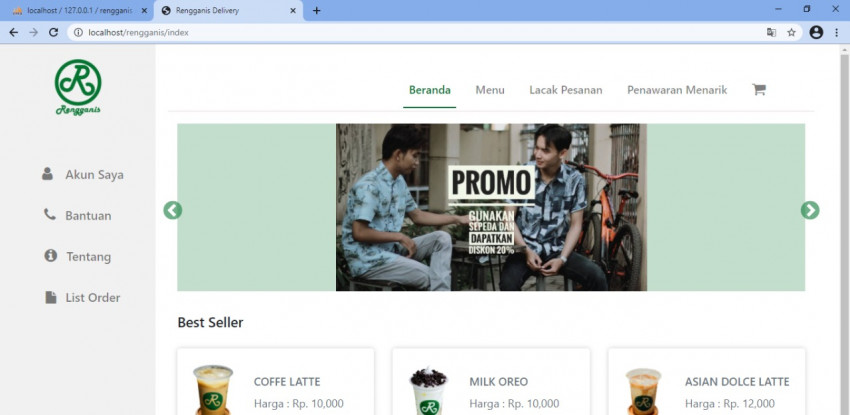 localhost / 127.0.0.1 / rengganis
Rengganis Delivery
localhost/rengganis/index
Rengganis
Beranda
Menu
Lacak Pesanan
Penawaran Menarik
Akun Saya
Bantuan
Tentang
List Order
PROMO
GUNAKAN
SEPEDA DAN
DAPATKAN
DISKON 20%
Best Seller
COFFE LATTE
Harga : Rp. 10,000
MILK OREO
Harga : Rp. 10,000
ASIAN DOLCE LATTE
Harga : Rp. 12,000